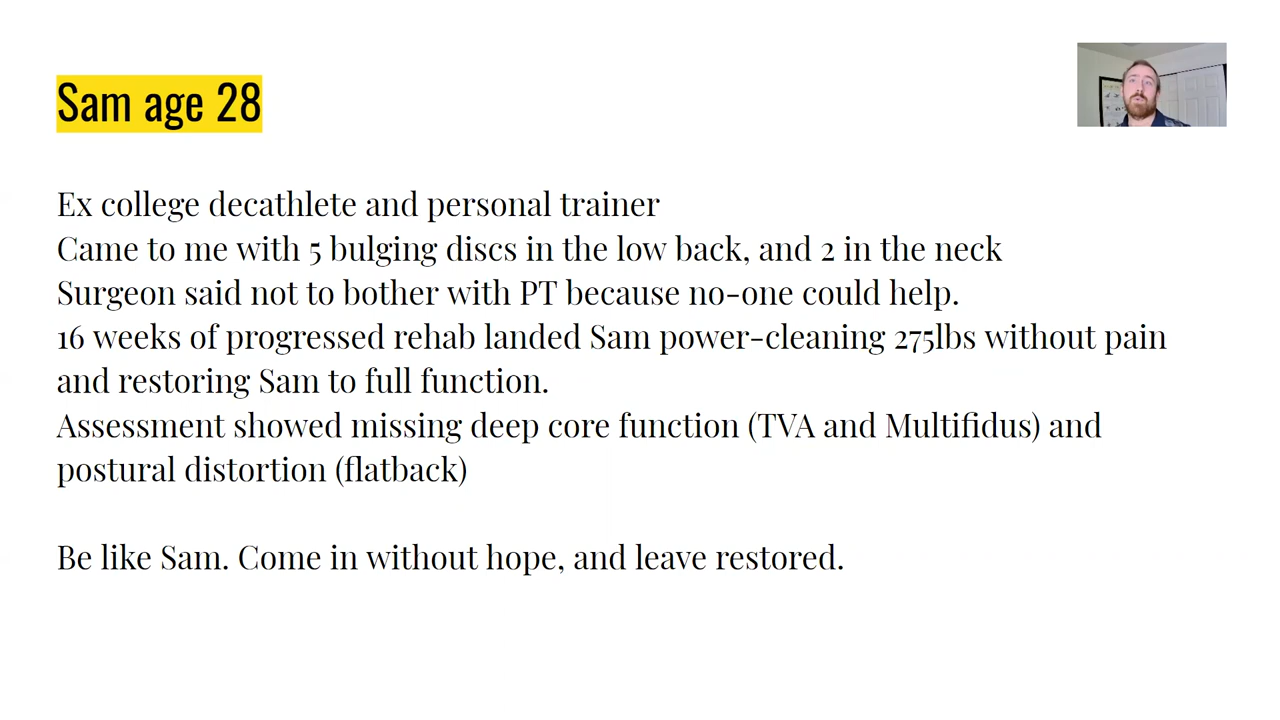 Sam age 28
Ex college decathlete and personal trainer
Came to me with 5 bulging discs in the low back, and 2 in the neck
Surgeon said not to bother with PT because no-one could help.
16 weeks of progressed rehab landed Sam power-cleaning 275lbs without pain
and restoring Sam to full function.
Assessment showed missing deep core function (TVA and Multifidus) and
postural distortion (flatback)
Be like Sam. Come in without hope, and leave restored.